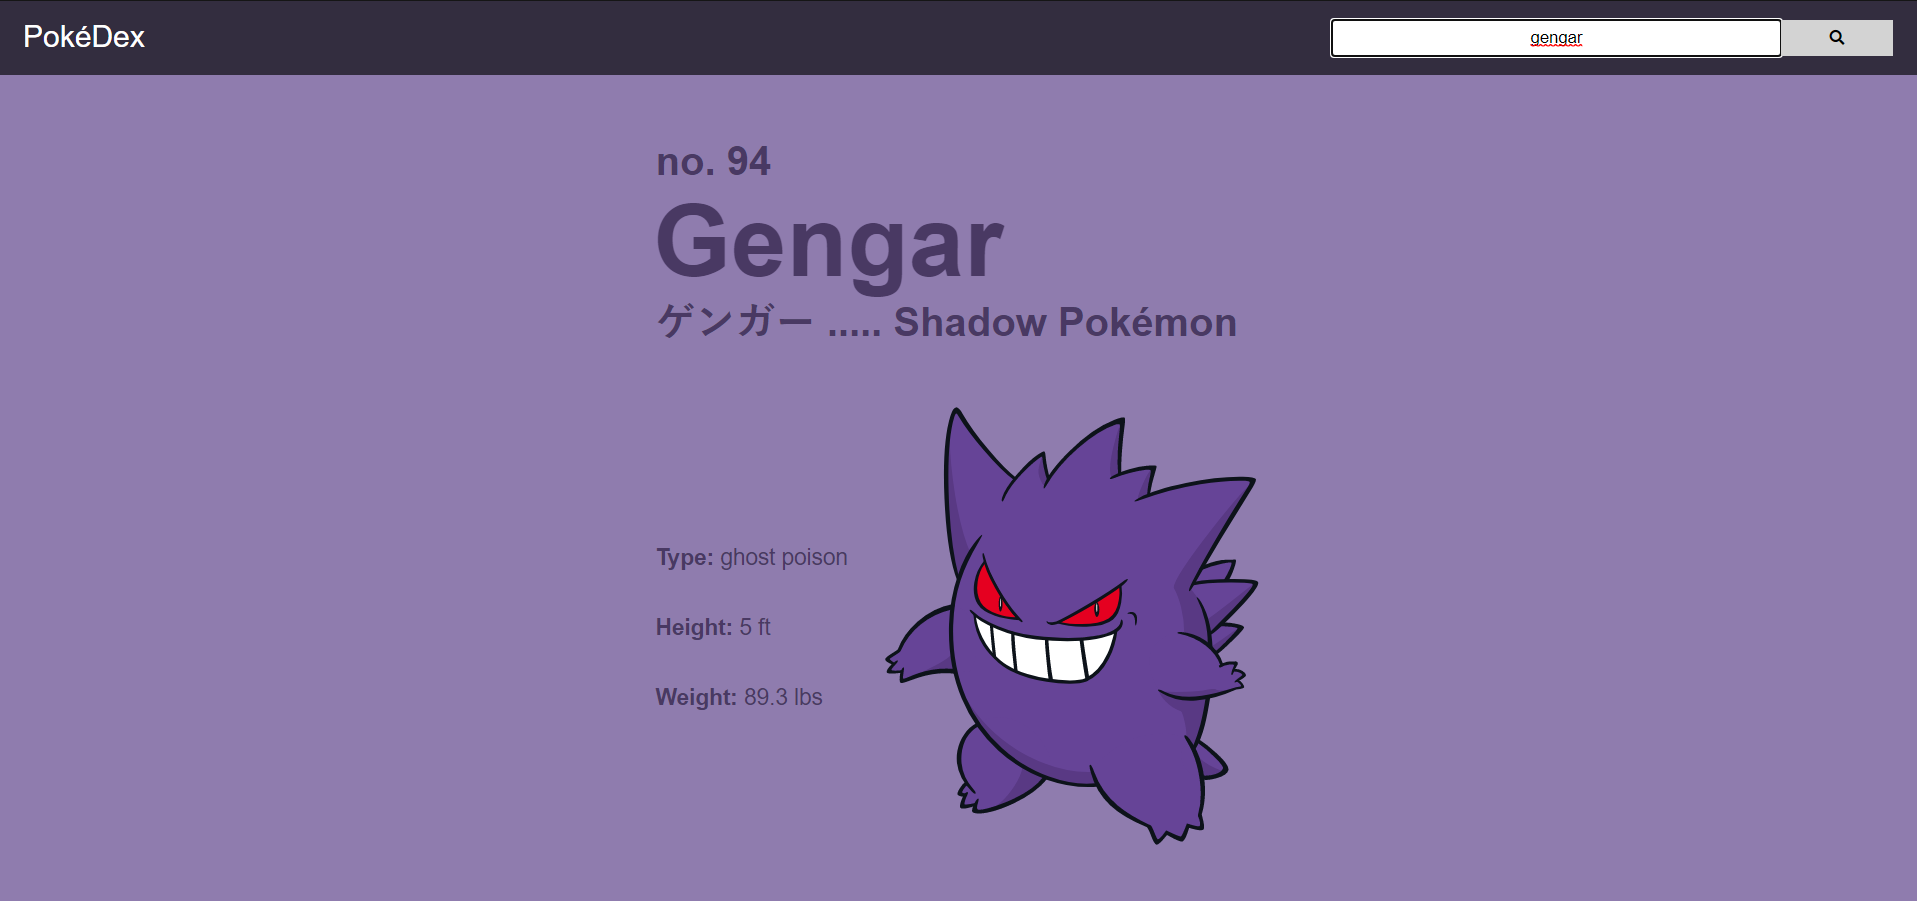 PokéDex
gengar
no. 94
Gengar
ゲンガー ..... Shadow Pokémon
Type: ghost poison
Height: 5 ft
Weight: 89.3 lbs